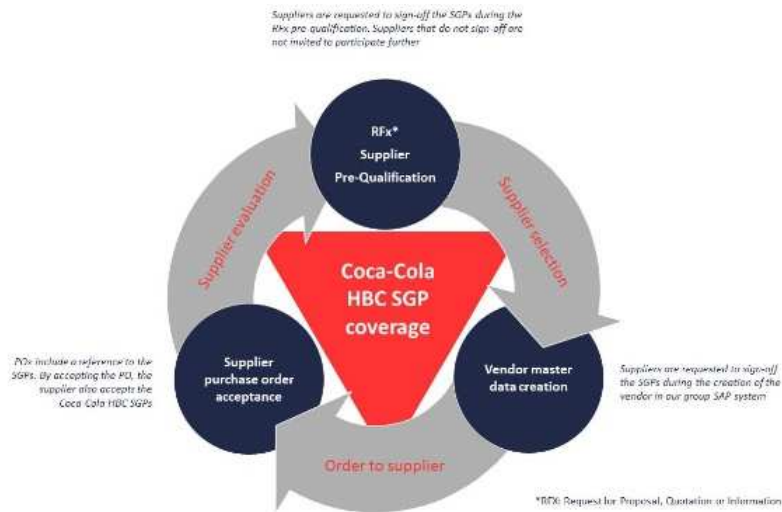 Suppliers are requested to sign-off the SGPs during the
RFx pre-qualification. Suppliers that do not sign-off are
not invited to participate further
RFx*
Supplier
Pre-Qualification
Supplier evaluation
Supplier selection
Coca-Cola
HBC SGP
coverage
POs include a reference to the
SGPs. By accepting the PO, the
supplier also accepts the
Coca-Cola HBC SGPs
Supplier
purchase order
acceptance
Vendor master
data creation
Suppliers are requested to sign-off
the SGPs during the creation of the
vendor in our group SAP system
Order to supplier
*RFX: Request for Proposal, Quotation or Information